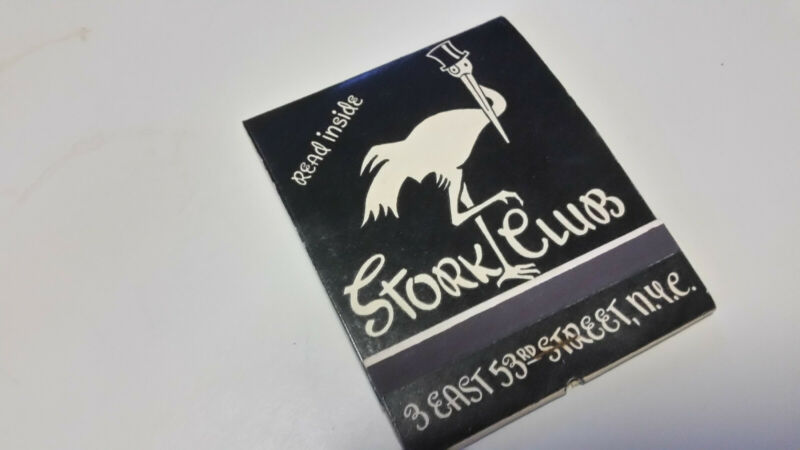 READ inside
STORK CLUB
3 EAST 53RD STREET, N.Y.C.